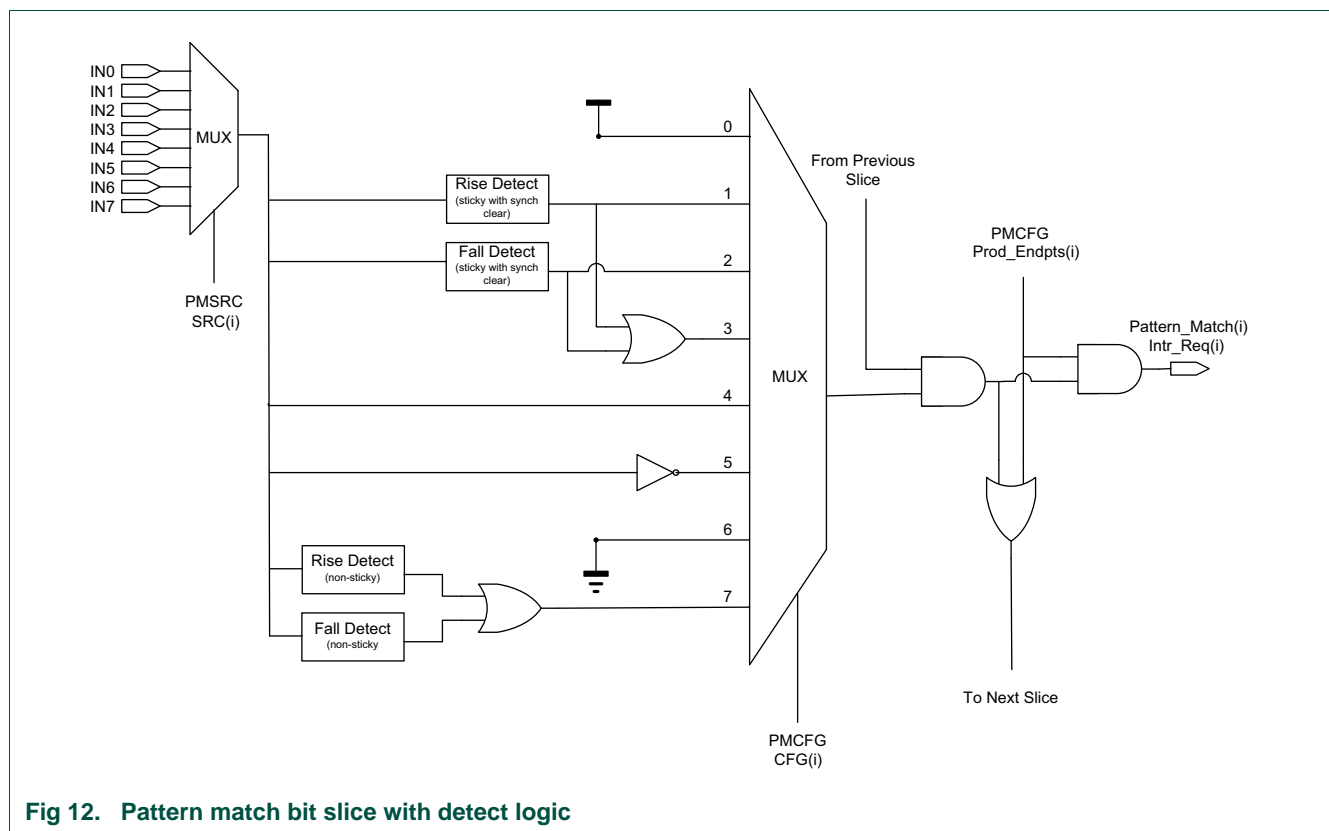 IN0
IN1
IN2
IN3
IN4
IN5
IN6
IN7
MUX
PMSRC
SRC(i)
Rise Detect
(sticky with synch
clear)
Fall Detect
(sticky with synch
clear)
Rise Detect
(non-sticky)
Fall Detect
(non-sticky
0
1
2
3
4
5
6
7
MUX
PMCFG
CFG(i)
From Previous
Slice
PMCFG
Prod_Endpts(i)
Pattern_Match(i)
Intr_Req(i)
To Next Slice
Fig 12. Pattern match bit slice with detect logic